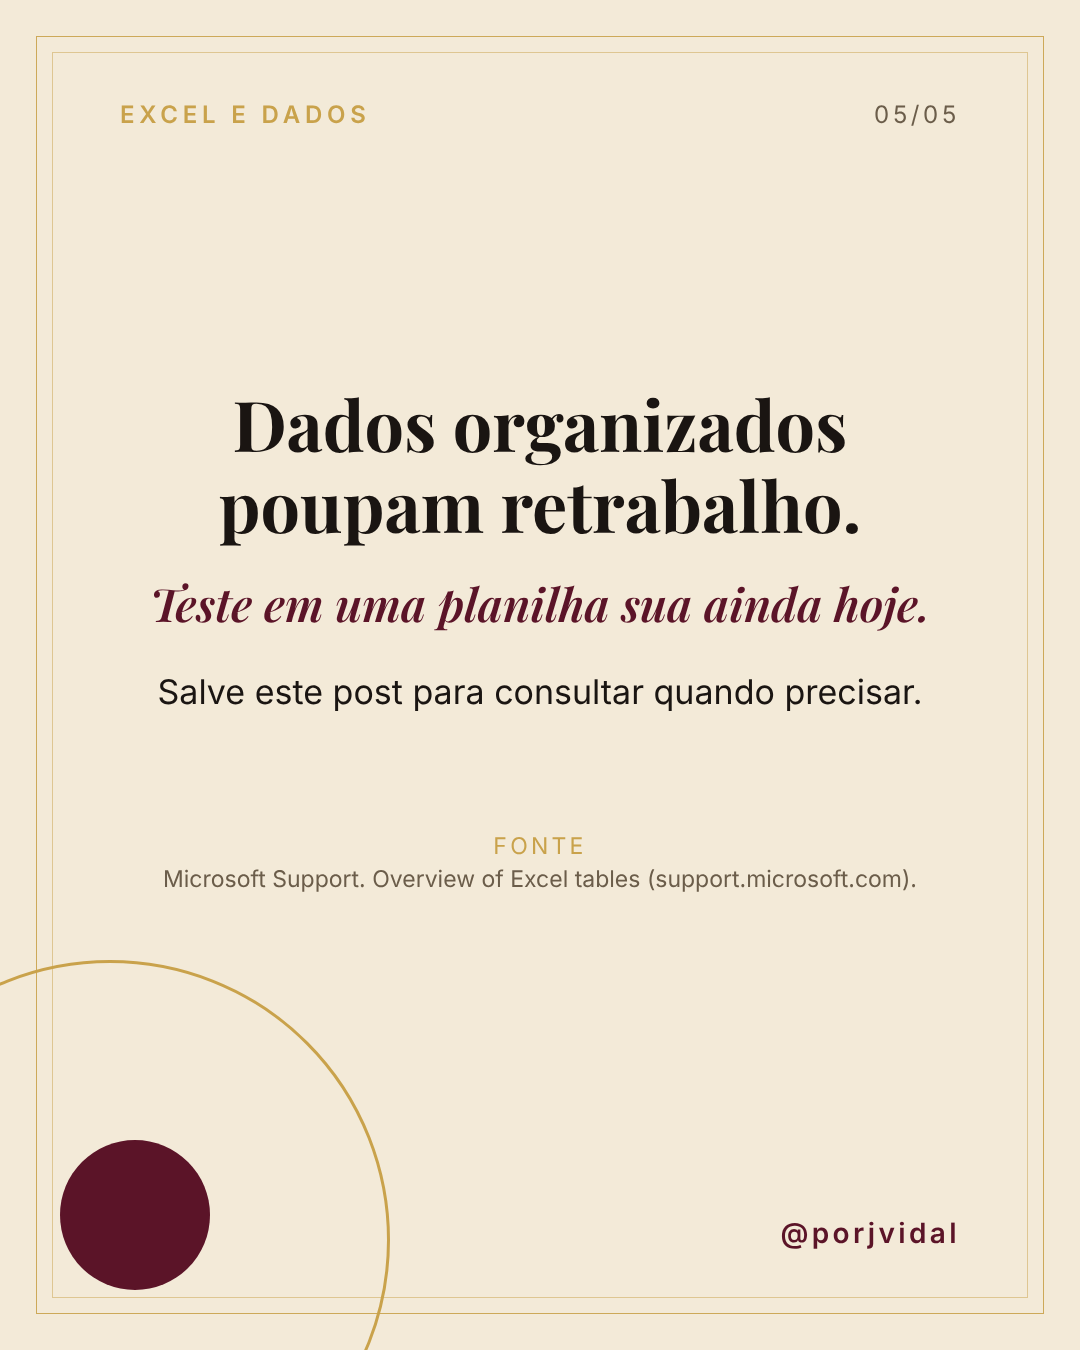 EXCEL E DADOS
05/05
Dados organizados
poupam retrabalho.
Teste em uma planilha sua ainda hoje.
Salve este post para consultar quando precisar.
FONTE
Microsoft Support. Overview of Excel tables (support.microsoft.com).
@porjvidal